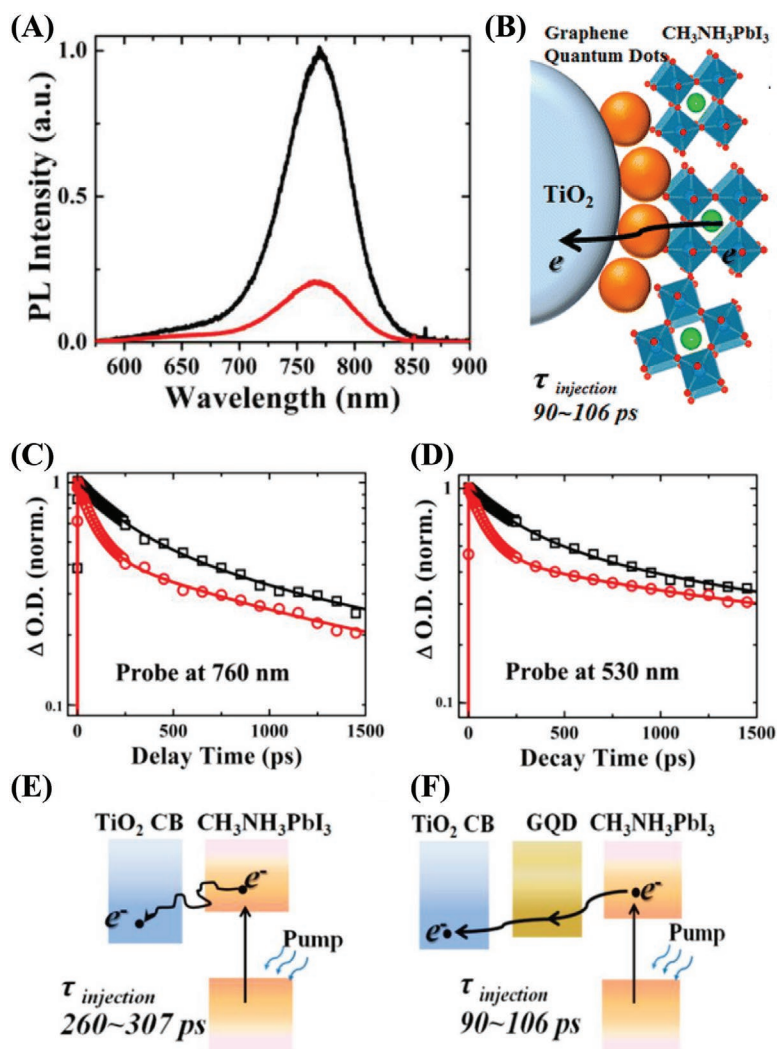 (A)
1.0
0.5
0.0
PL Intensity (a.u.)
600 650 700 750 800 850 900
Wavelength (nm)
(B)
Graphene CH₃NH₃PbI₃
Quantum Dots
TiO₂
e e
τ injection
90~106 ps
(C)
1
0.1
Δ O.D. (norm.)
Probe at 760 nm
0 500 1000 1500
Delay Time (ps)
(D)
1
0.1
Δ O.D. (norm.)
Probe at 530 nm
0 500 1000 1500
Decay Time (ps)
(E)
TiO₂ CB CH₃NH₃PbI₃
e⁻
e⁻
Pump
τ injection
260~307 ps
(F)
TiO₂ CB GQD CH₃NH₃PbI₃
e⁻
e⁻
Pump
τ injection
90~106 ps